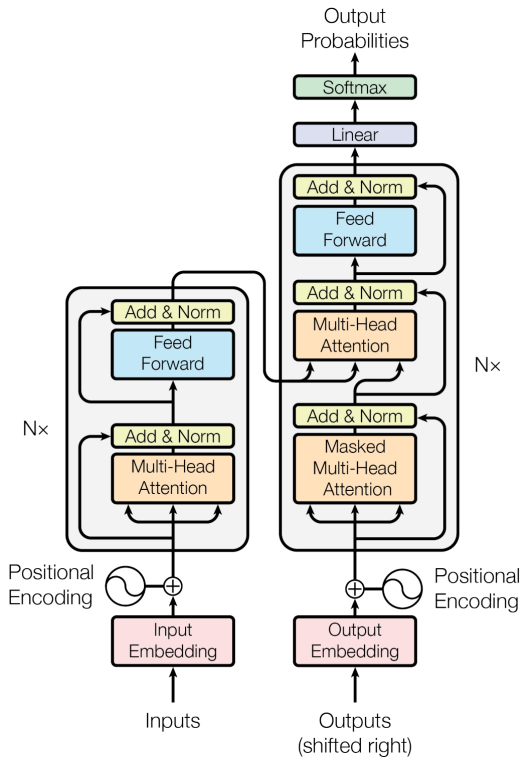 Output
Probabilities
Softmax
Linear
Add & Norm
Feed
Forward
Add & Norm
Multi-Head
Attention
Add & Norm
Masked
Multi-Head
Attention
N×
Add & Norm
Feed
Forward
Add & Norm
Multi-Head
Attention
N×
Positional
Encoding
Positional
Encoding
Input
Embedding
Output
Embedding
Inputs
Outputs
(shifted right)